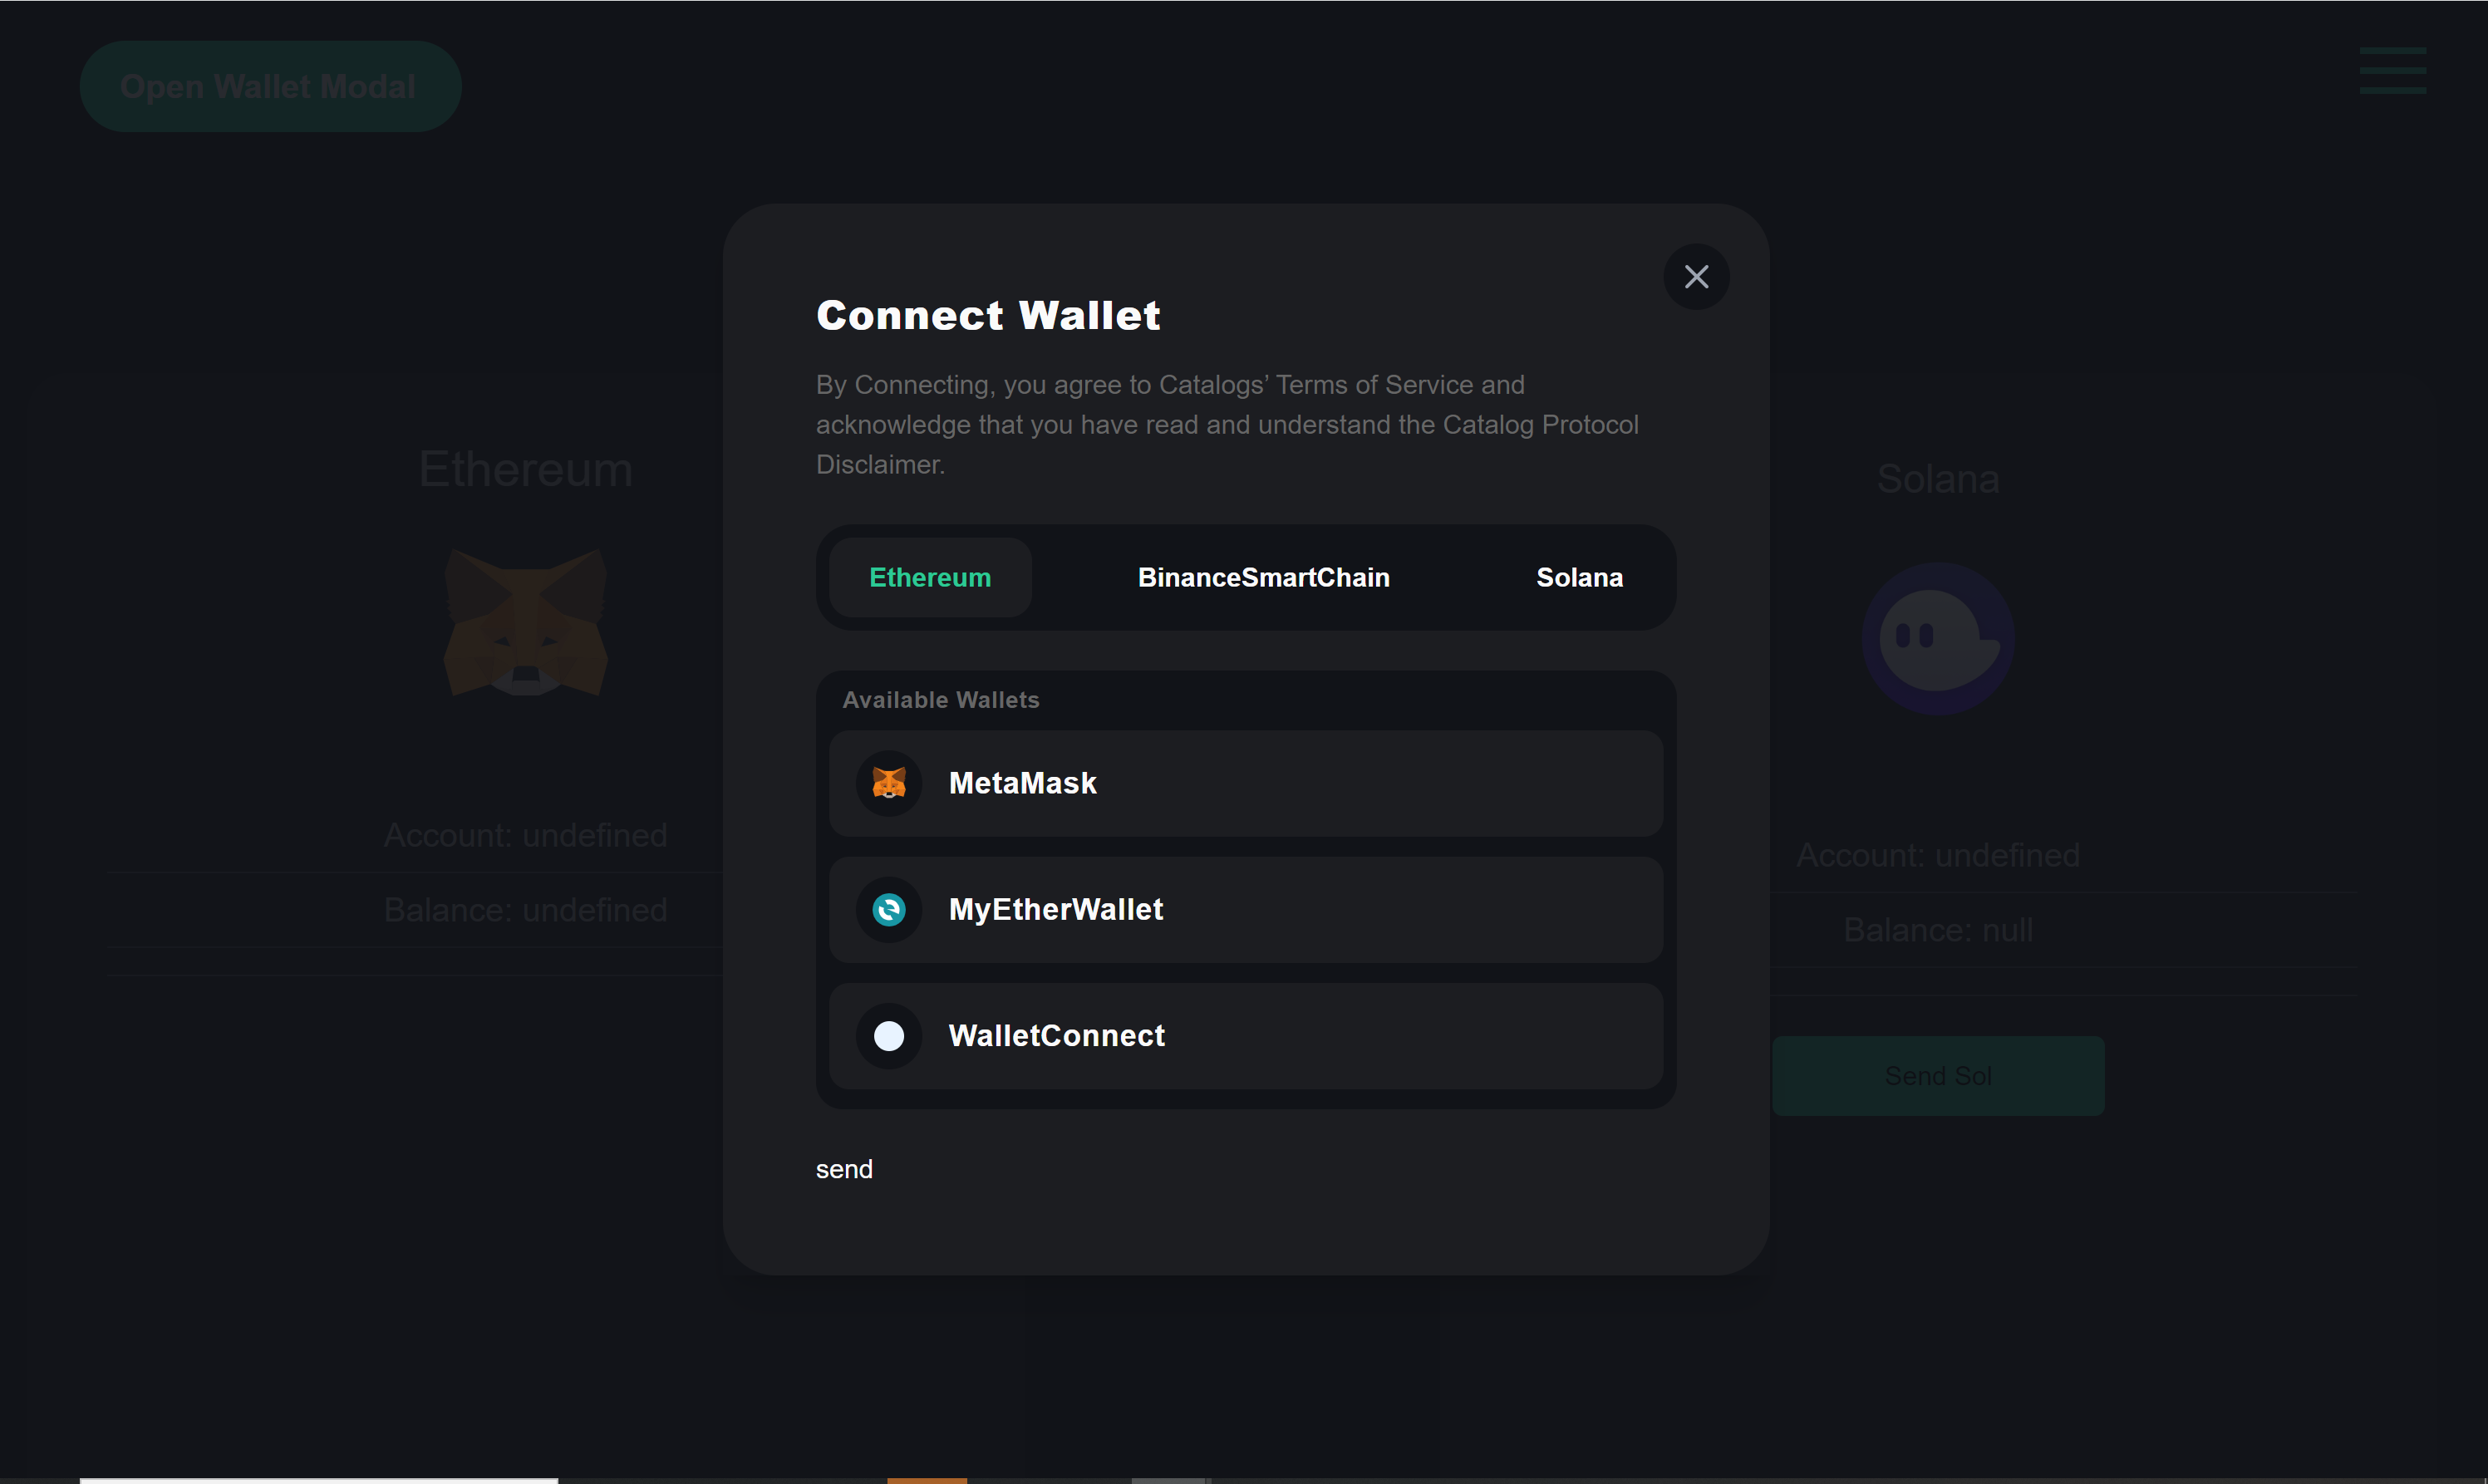 Open Wallet Modal
Connect Wallet
By Connecting, you agree to Catalogs’ Terms of Service and
acknowledge that you have read and understand the Catalog Protocol
Disclaimer.
Ethereum
BinanceSmartChain
Solana
Available Wallets
MetaMask
MyEtherWallet
WalletConnect
send
Ethereum
Account: undefined
Balance: undefined
Solana
Account: undefined
Balance: null
Send Sol